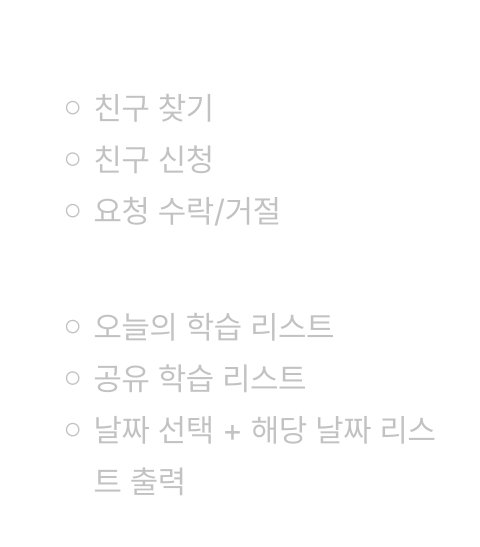 ○ 친구 찾기
○ 친구 신청
○ 요청 수락/거절
○ 오늘의 학습 리스트
○ 공유 학습 리스트
○ 날짜 선택 + 해당 날짜 리스
트 출력